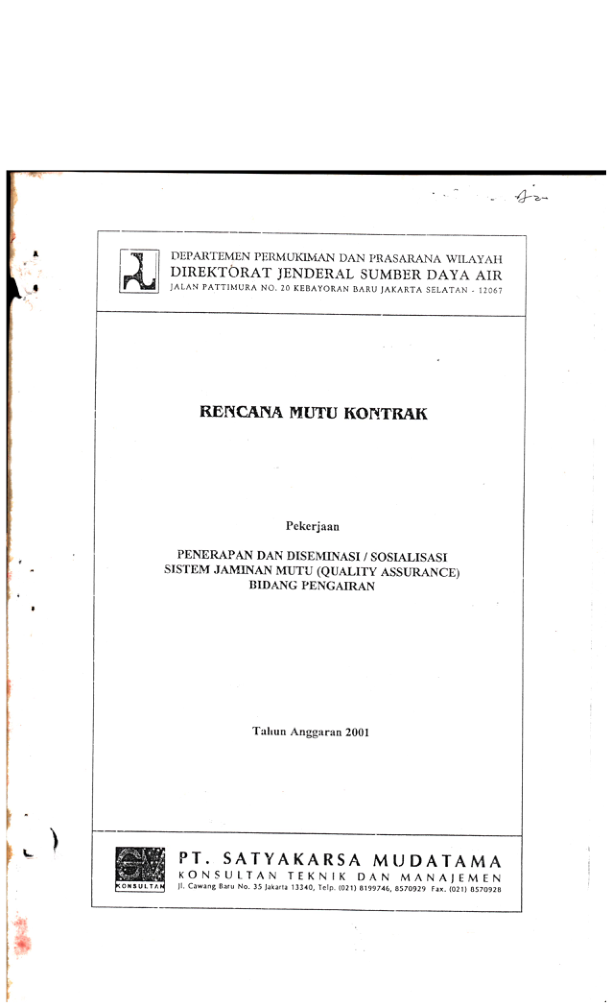 DEPARTEMEN PERMUKIMAN DAN PRASARANA WILAYAH
DIREKTORAT JENDERAL SUMBER DAYA AIR
JALAN PATTIMURA NO. 20 KEBAYORAN BARU JAKARTA SELATAN - 12067
RENCANA MUTU KONTRAK
Pekerjaan
PENERAPAN DAN DISEMINASI / SOSIALISASI
SISTEM JAMINAN MUTU (QUALITY ASSURANCE)
BIDANG PENGAIRAN
Tahun Anggaran 2001
PT. SATYAKARSA MUDATAMA
KONSULTAN TEKNIK DAN MANAJEMEN
Jl. Cawang Baru No. 35 Jakarta 13340, Telp. (021) 8199746, 8570929 Fax. (021) 8570928
KONSULTAN